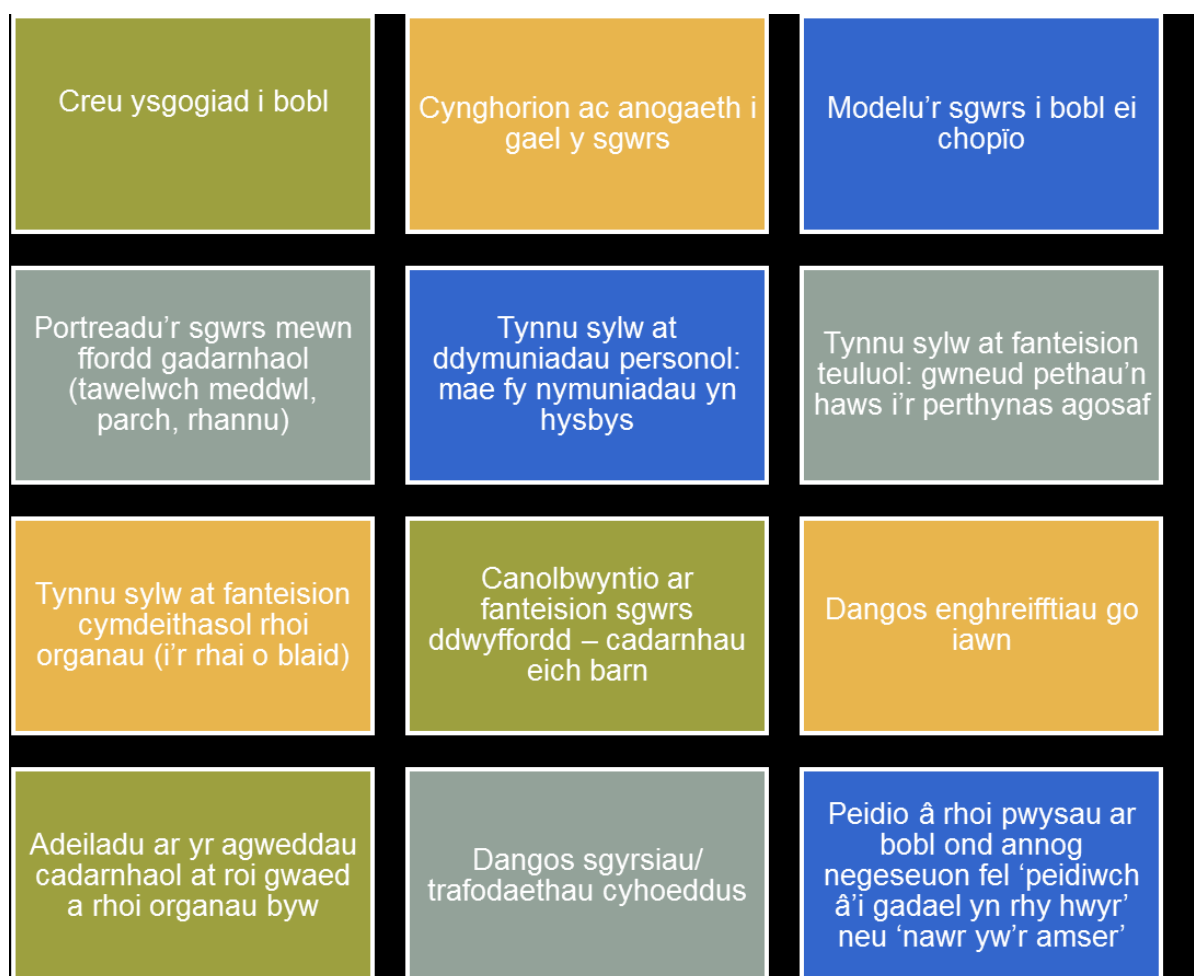 Creu ysgogiad i bobl
Cynghorion ac anogaeth i
gael y sgwrs
Modelu’r sgwrs i bobl ei
chopïo
Portreadu’r sgwrs mewn
ffordd gadarnhaol
(tawelwch meddwl,
parch, rhannu)
Tynnu sylw at
ddymuniadau personol:
mae fy nymuniadau yn
hysbys
Tynnu sylw at fanteision
teuluol: gwneud pethau’n
haws i’r perthynas agosaf
Tynnu sylw at fanteision
cymdeithasol rhoi
organau (i’r rhai o blaid)
Canolbwyntio ar
fanteision sgwrs
ddwyffordd – cadarnhau
eich barn
Dangos enghreifftiau go
iawn
Adeiladu ar yr agweddau
cadarnhaol at roi gwaed
a rhoi organau byw
Dangos sgyrsiau/
trafodaethau cyhoeddus
Peidio â rhoi pwysau ar
bobl ond annog
negeseuon fel ‘peidiwch
â’i gadael yn rhy hwyr’
neu ‘nawr yw’r amser’